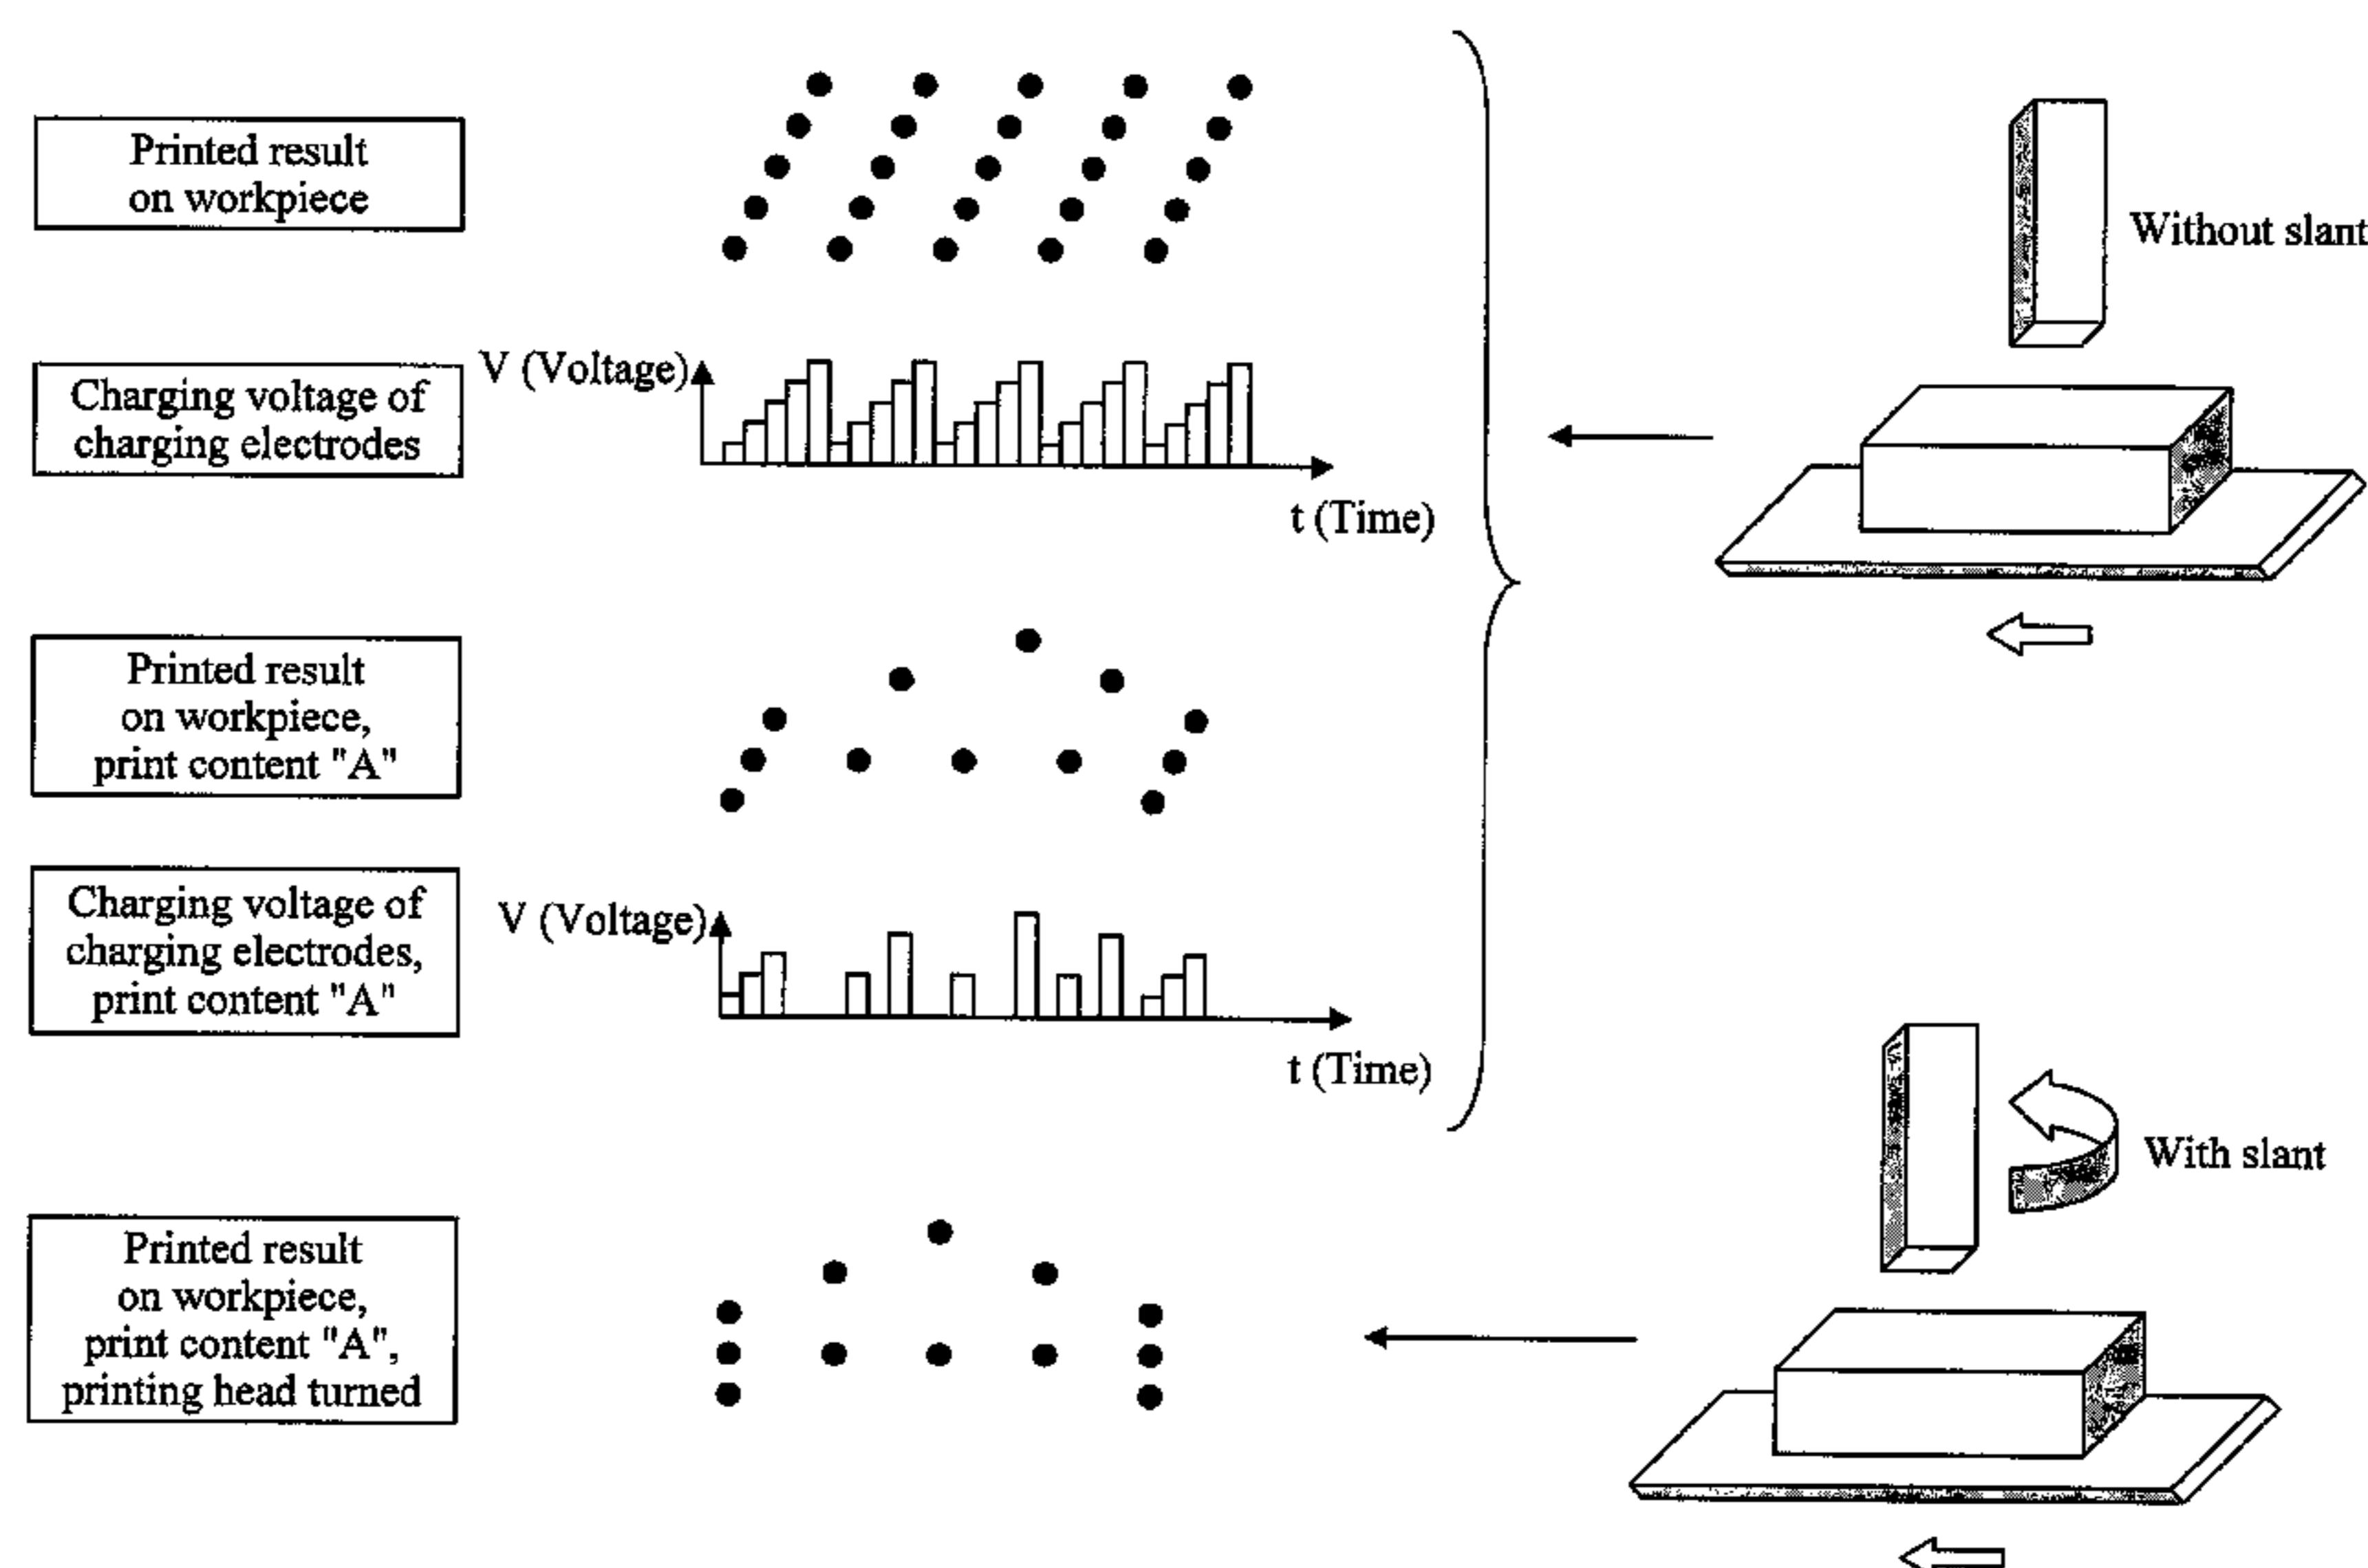 Printed result
on workpiece
Without slant
V (Voltage)
Charging voltage of
charging electrodes
t (Time)
Printed result
on workpiece,
print content "A"
V (Voltage)
Charging voltage of
charging electrodes,
print content "A"
t (Time)
With slant
Printed result
on workpiece,
print content "A",
printing head turned